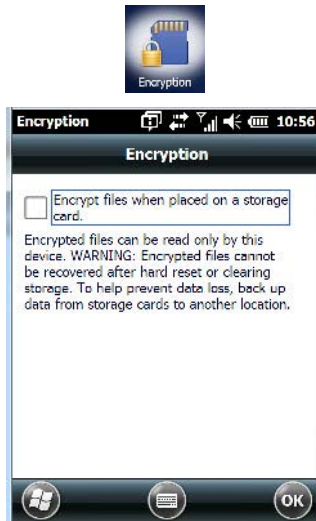 Encryption
Encryption 10:56
Encryption
Encrypt files when placed on a storage
card.
Encrypted files can be read only by this
device. WARNING: Encrypted files cannot
be recovered after hard reset or clearing
storage. To help prevent data loss, back up
data from storage cards to another location.
OK